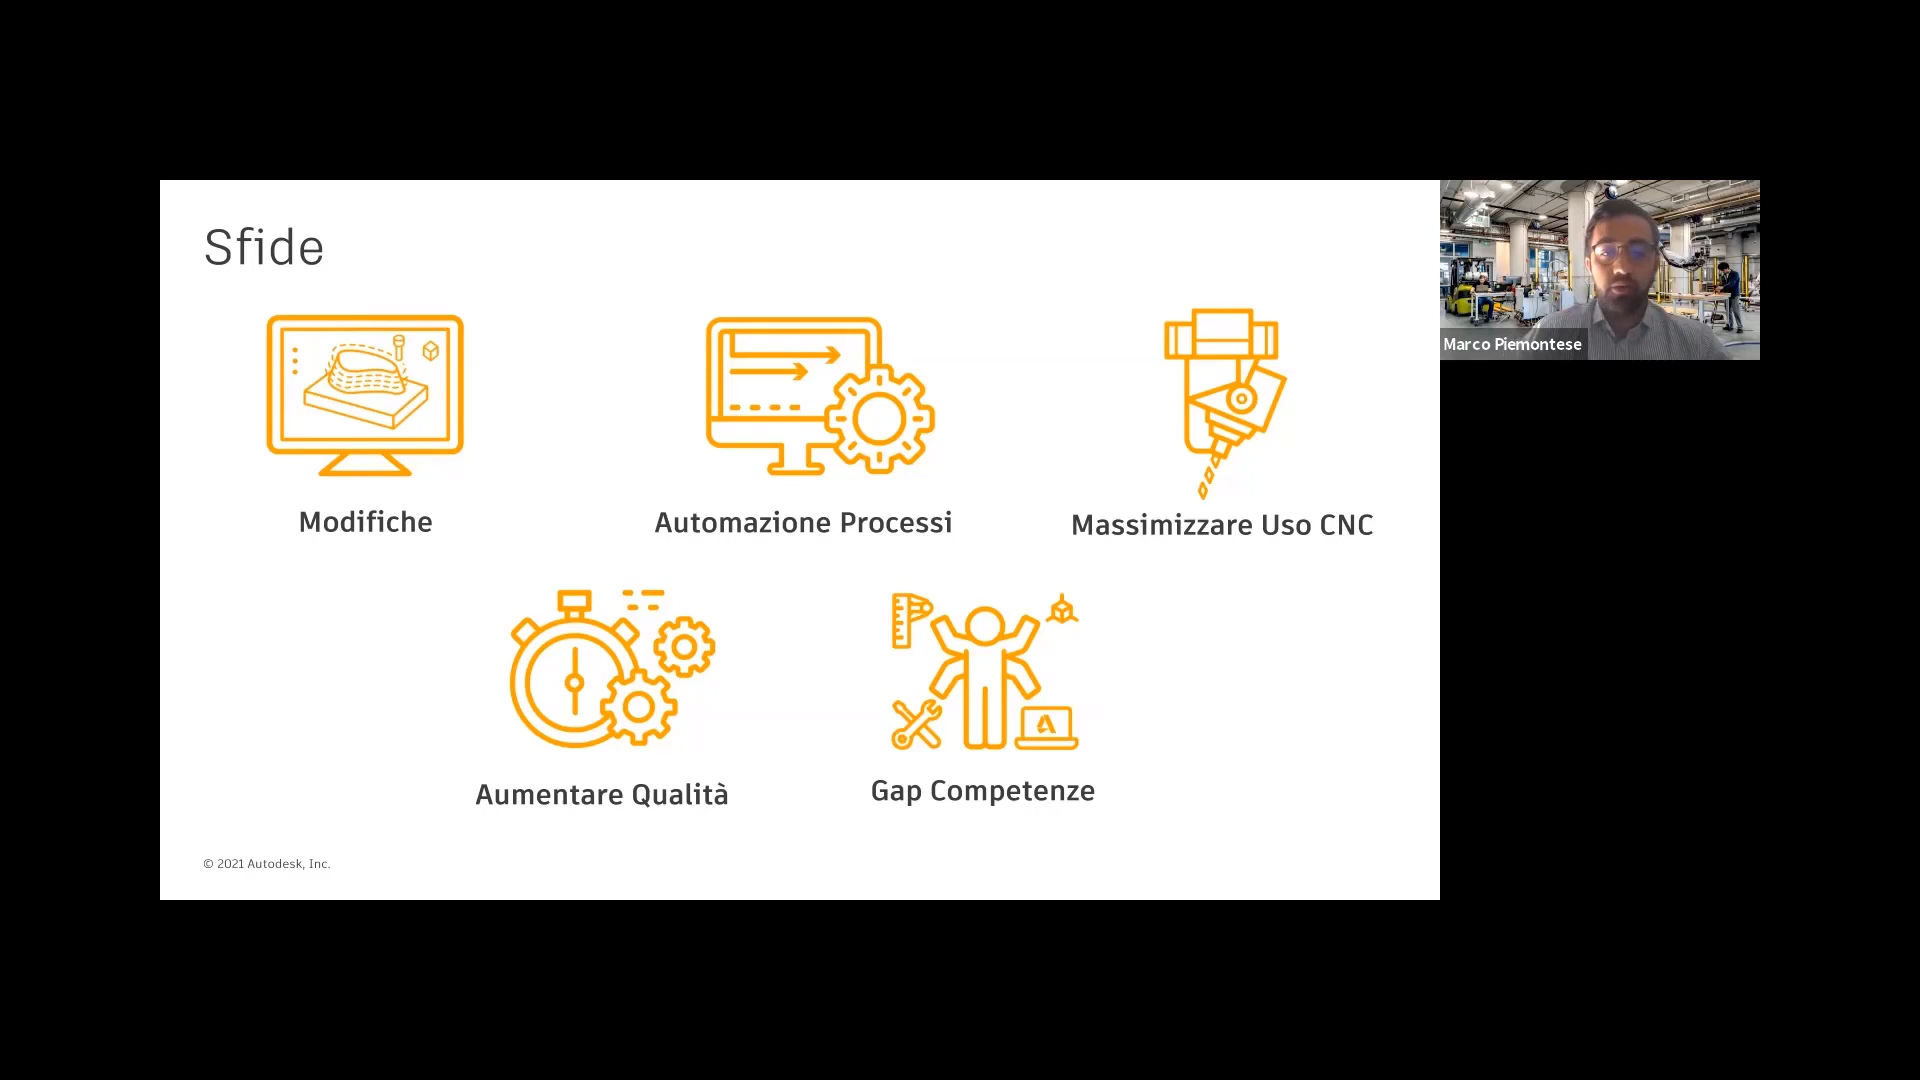 Sfide
Marco Piemontese
Modifiche
Automazione Processi
Massimizzare Uso CNC
Aumentare Qualità
Gap Competenze
© 2021 Autodesk, Inc.